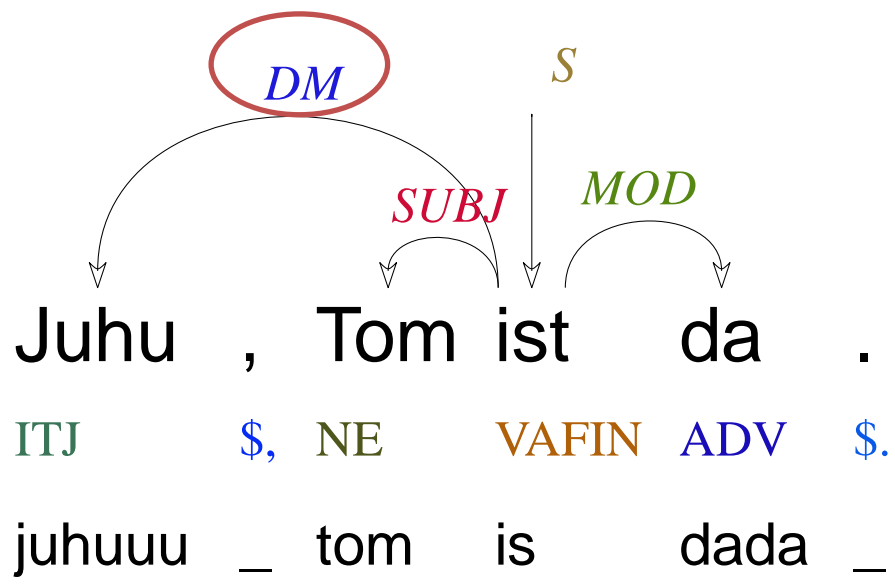 DM S
SUBJ MOD
Juhu , Tom ist da .
ITJ $, NE VAFIN ADV $.
juhuuu _ tom is dada _